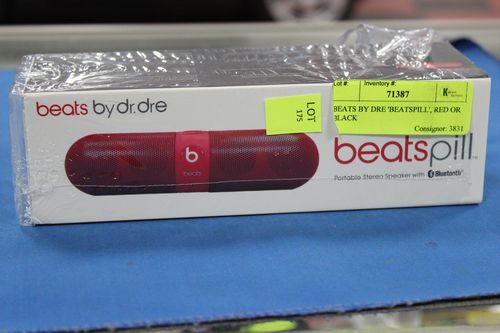 beats by dr. dre
LOT
175
Lot #:
Inventory #:
71387
K
BEATS BY DRE 'BEATSPILL', RED OR
BLACK
Consignor: 3831
b
beats
beatspill
Portable Stereo Speaker with Bluetooth